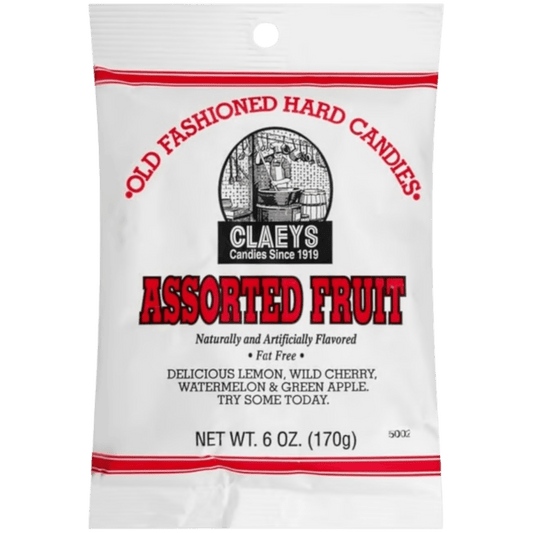 •OLD FASHIONED HARD CANDIES•
CLAEYS
Candies Since 1919
ASSORTED FRUIT
Naturally and Artificially Flavored
• Fat Free •
DELICIOUS LEMON, WILD CHERRY,
WATERMELON & GREEN APPLE.
TRY SOME TODAY.
NET WT. 6 OZ. (170g)
5002